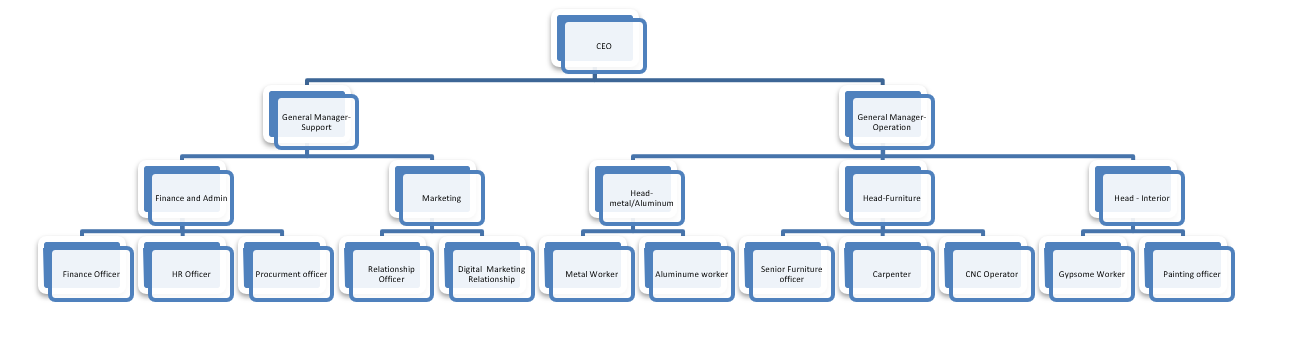 CEO
General Manager-
Support
General Manager-
Operation
Finance and Admin
Marketing
Head-
metal/Aluminum
Head-Furniture
Head - Interior
Finance Officer
HR Officer
Procurment officer
Relationship
Officer
Digital  Marketing
Relationship
Metal Worker
Aluminume worker
Senior Furniture
officer
Carpenter
CNC Operator
Gypsome Worker
Painting officer